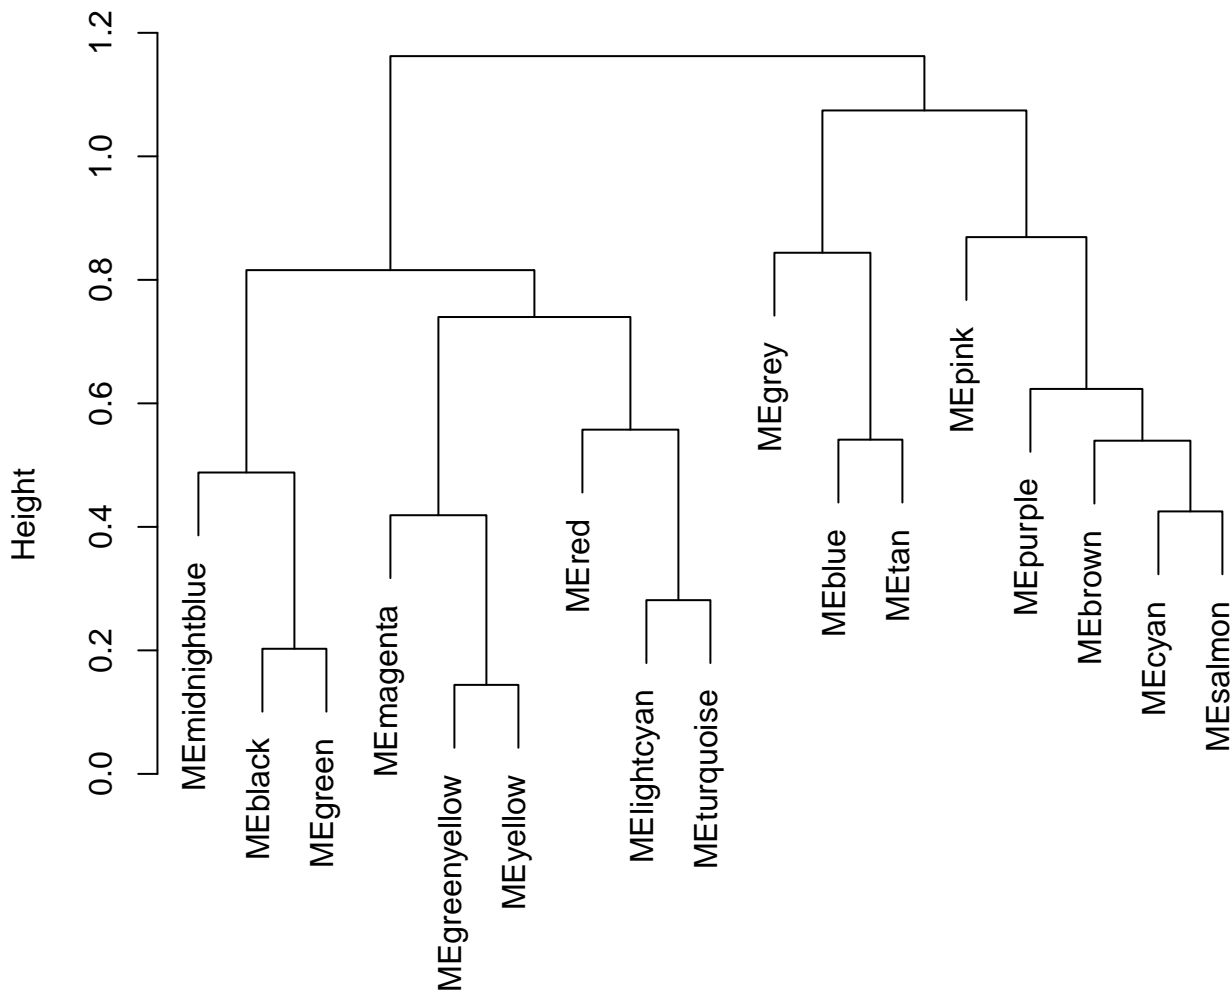 1.2
1.0
0.8
0.6
0.4
0.2
0.0
Height
MEmidnightblue
MEblack
MEgreen
MEmagenta
MEgreenyellow
MEyellow
MEred
MElightcyan
MEturquoise
MEgrey
MEblue
MEtan
MEpink
MEpurple
MEbrown
MEcyan
MEsalmon